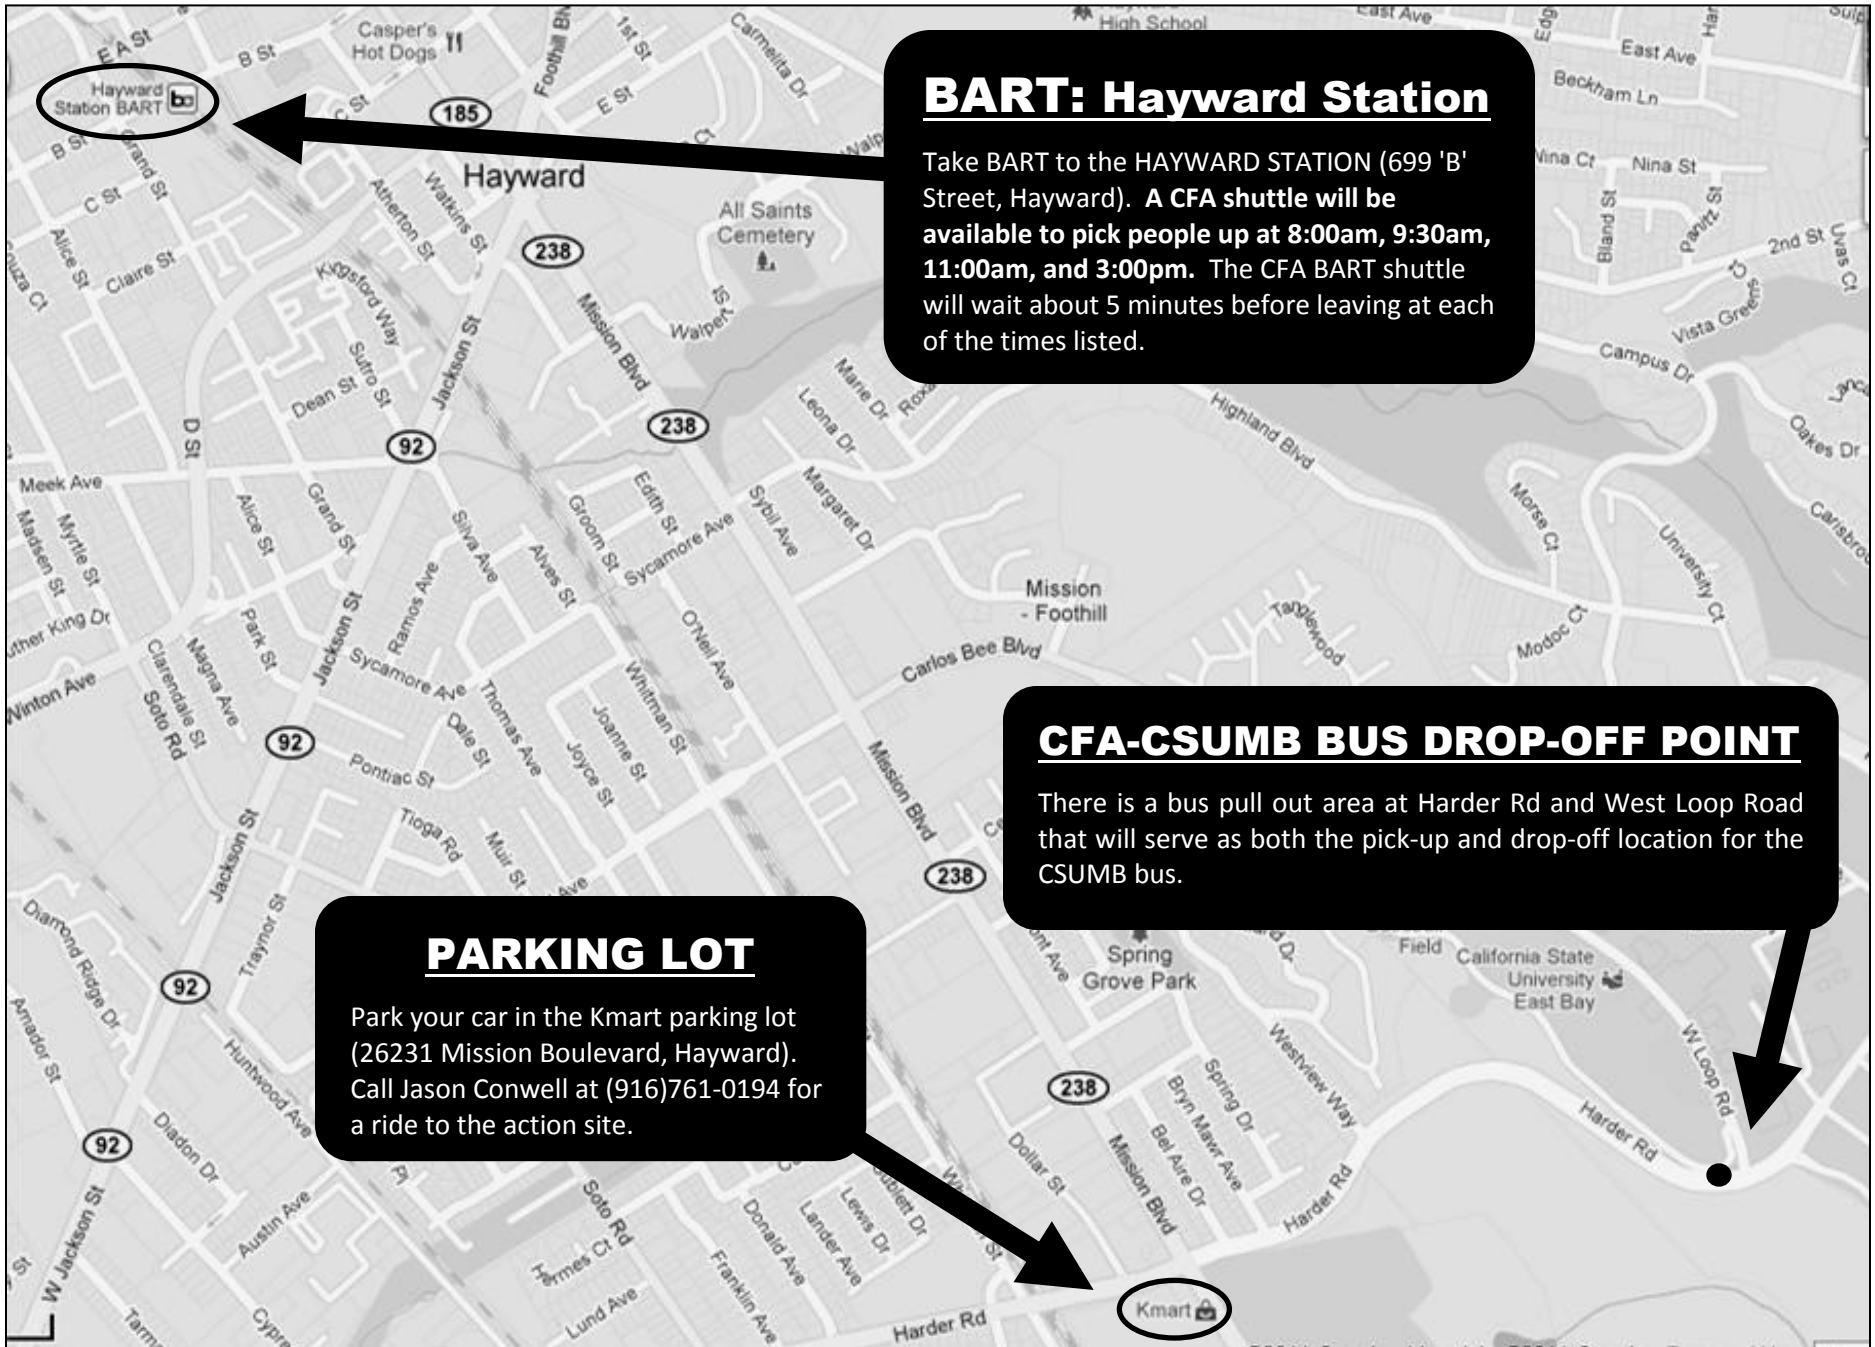 BART: Hayward Station
Take BART to the HAYWARD STATION (699 'B'
Street, Hayward).  A CFA shuttle will be
available to pick people up at 8:00am, 9:30am,
11:00am, and 3:00pm.  The CFA BART shuttle
will wait about 5 minutes before leaving at each
of the times listed.
CFA-CSUMB BUS DROP-OFF POINT
There is a bus pull out area at Harder Rd and West Loop Road
that will serve as both the pick-up and drop-off location for the
CSUMB bus.
PARKING LOT
Park your car in the Kmart parking lot
(26231 Mission Boulevard, Hayward).
Call Jason Conwell at (916)761-0194 for
a ride to the action site.
E A St
B St
Casper's
Hot Dogs
Foothill
1st St
Carmelita Dr
High School
East Ave
East Ave
Beckham Ln
Hayward
Station BART
C St
185
E St
B St
Grand St
Hayward
Nina Ct
Nina St
C St
Atherton St
Watkins St
All Saints
Cemetery
Bland St
Panitz St
2nd St
Uvas Ct
Alice St
Claire St
238
Kingsford Way
Mission Blvd
Walpert St
Vista Greens Ct
Sutro St
Dean St
Jackson St
Marie Dr
Leona Dr
Campus Dr
Highland Blvd
Oakes Dr
D St
92
238
Meek Ave
Madsen St
Myrtle St
Alice St
Grand St
Silva Ave
Alves St
Groom St
Edith St
Sycamore Ave
Sybil Ave
Margaret Dr
Morse Ct
University Ct
Mission
- Foothill
Tanglewood
Modoc Ct
King Dr
Park St
Jackson St
Ramos Ave
O'Neil Ave
Carlos Bee Blvd
Winton Ave
Clarendale St
Magna Ave
Soto Rd
Sycamore Ave
Thomas Ave
Dale St
Whitman St
Joanne St
Joyce St
92
Pontiac St
Mission Blvd
Tioga Rd
Muir St
Jackson St
238
Ave
Traynor St
Diamond Ridge Dr
Spring
Grove Park
Field
California State
University
East Bay
92
Amador St
Huntwood Ave
Westview Way
W Loop Rd
238
Spring Dr
Bryn Mawr Ave
Bel Aire Dr
Harder Rd
Diadon Dr
92
Dollar St
Mission Blvd
Harder Rd
W Jackson St
Austin Ave
Pl
Soto Rd
Donald Ave
Lander Ave
Lewis Dr
Hermes Ct
Franklin Ave
Lund Ave
Harder Rd
Kmart